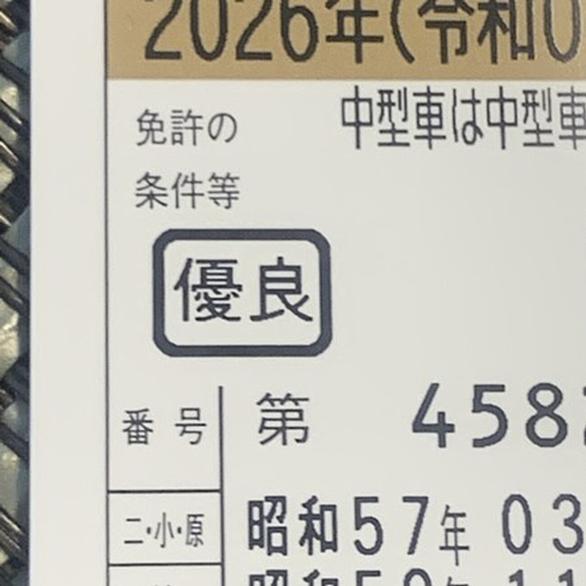 2026年(令和0
免許の 中型車は中型車
条件等
優良
番号 第 458
二・小・原 昭和57年 03